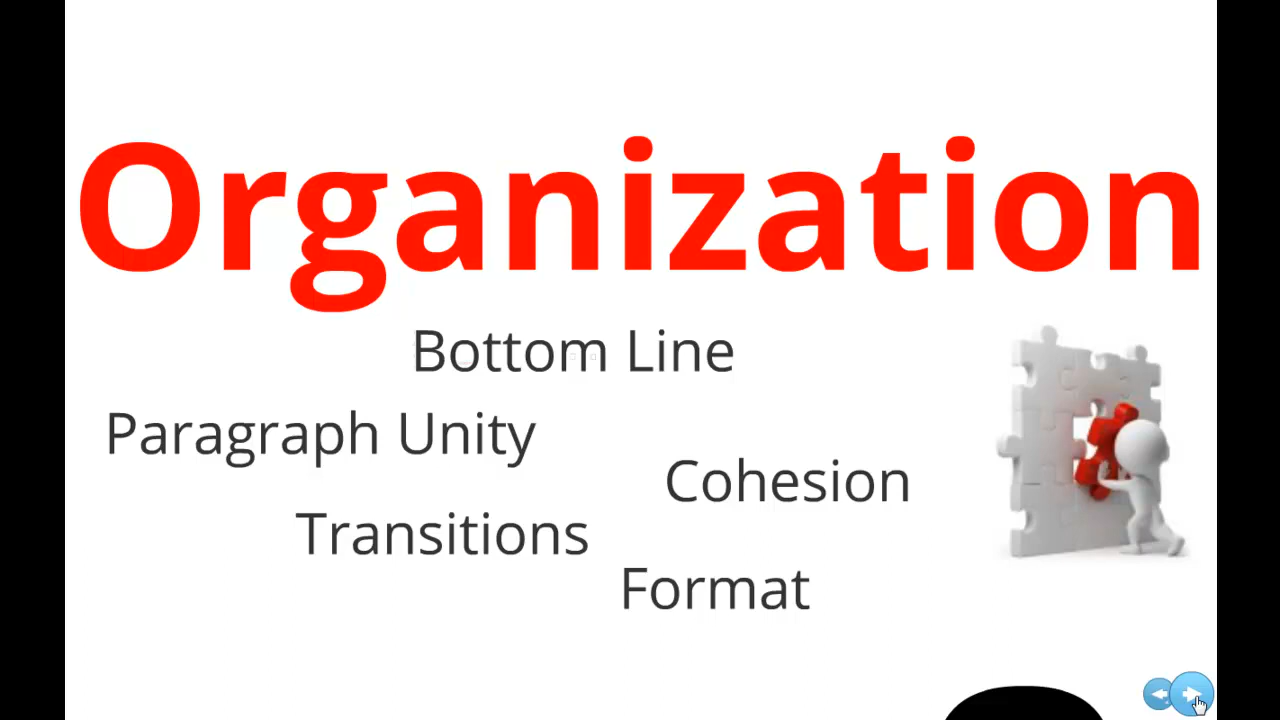 Organization
Bottom Line
Paragraph Unity
Cohesion
Transitions
Format